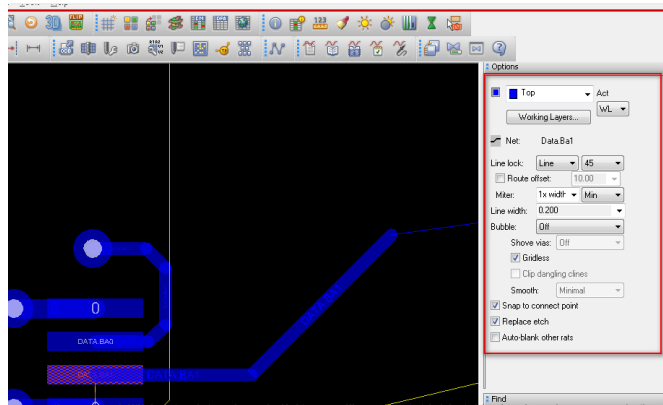 Options
Top
Act
WL
Working Layers...
Net: Data.Ba1
Line lock: Line 45
Route offset: 10.00
Miter: 1x width Min
Line width: 0.200
Bubble: Off
Shove vias: Off
Gridless
Clip dangling clines
Smooth: Minimal
Snap to connect point
Replace etch
Auto-blank other rats
Find
0
DATA.BA0
DATA.BA1